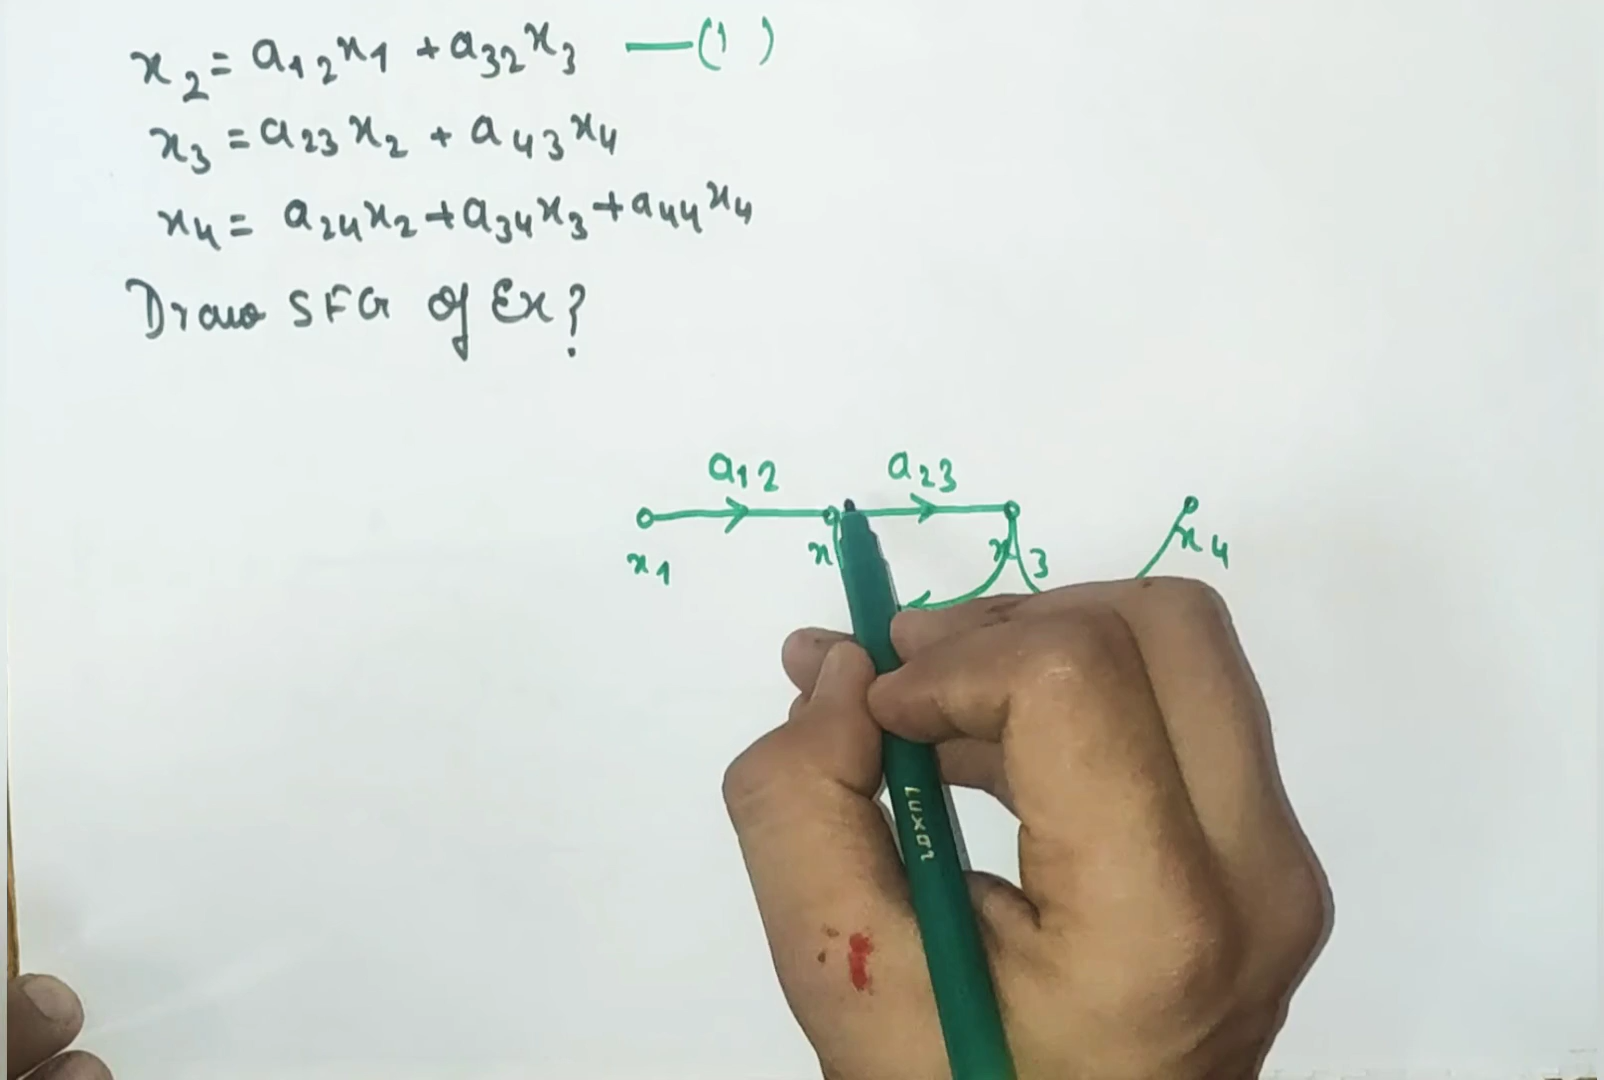 x2 = a12x1 + a32x3 —(1)
x3 = a23x2 + a43x4
x4 = a24x2 + a34x3 + a44x4
Draw SFG of Ex?
a12 a23
x1 x x3 x4
LUXOR